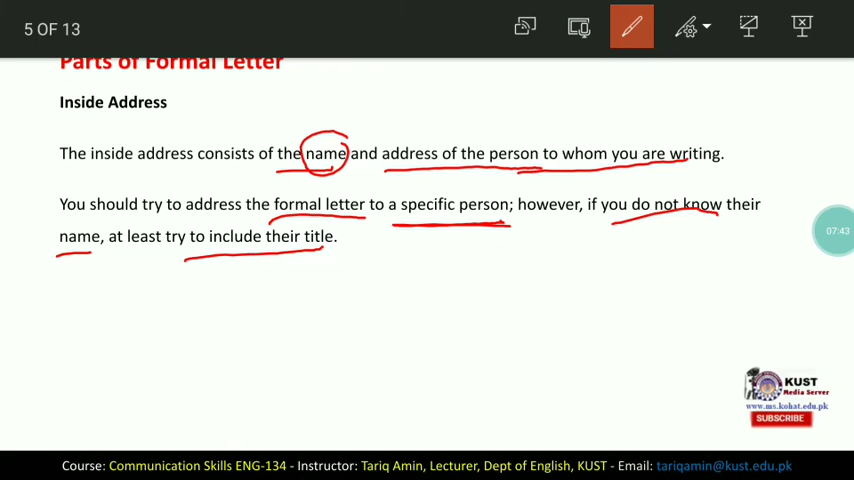 5 OF 13
Parts of Formal Letter
Inside Address
The inside address consists of the name and address of the person to whom you are writing.
You should try to address the formal letter to a specific person; however, if you do not know their
name, at least try to include their title.
07:43
KUST
Media Server
www.ms.kohat.edu.pk
SUBSCRIBE
Course: Communication Skills ENG-134 - Instructor: Tariq Amin, Lecturer, Dept of English, KUST - Email: tariqamin@kust.edu.pk